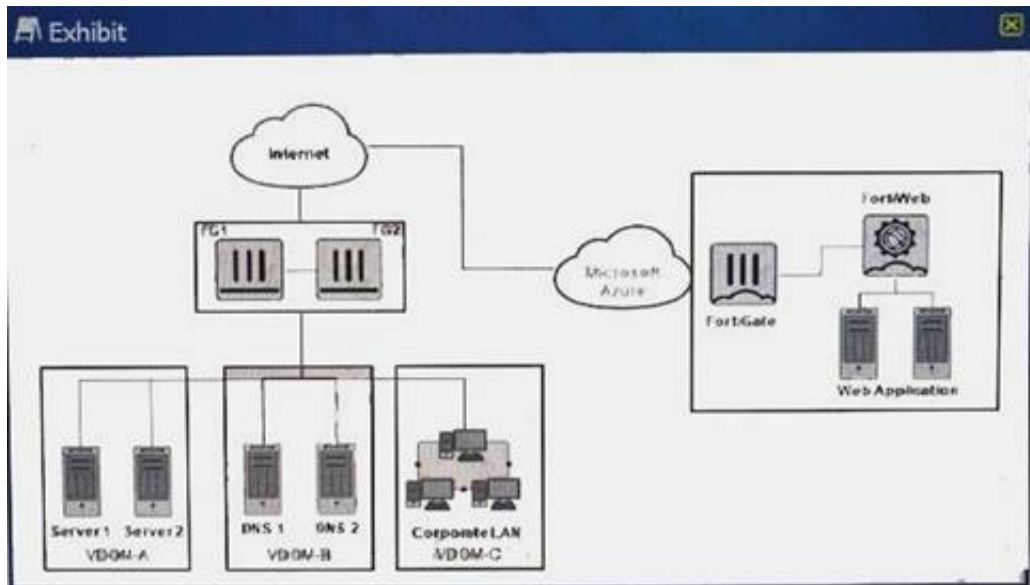 Exhibit
Internet
FG1 FG2
Microsoft
Azure
FortiWeb
FortiGate
Web Application
Server 1 Server 2
VDOM-A
DNS 1 DNS 2
VDOM-B
Corporate LAN
VDOM-C